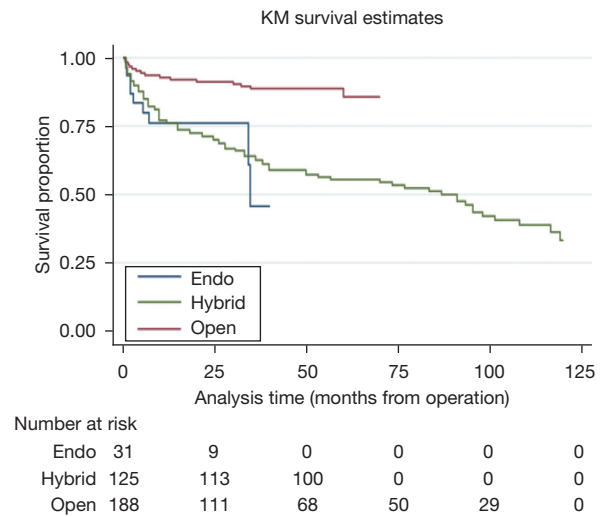 KM survival estimates
1.00
0.75
0.50
0.25
0.00
Survival proportion
Endo
Hybrid
Open
0 25 50 75 100 125
Analysis time (months from operation)
Number at risk
Endo 31 9 0 0 0 0
Hybrid 125 113 100 0 0 0
Open 188 111 68 50 29 0